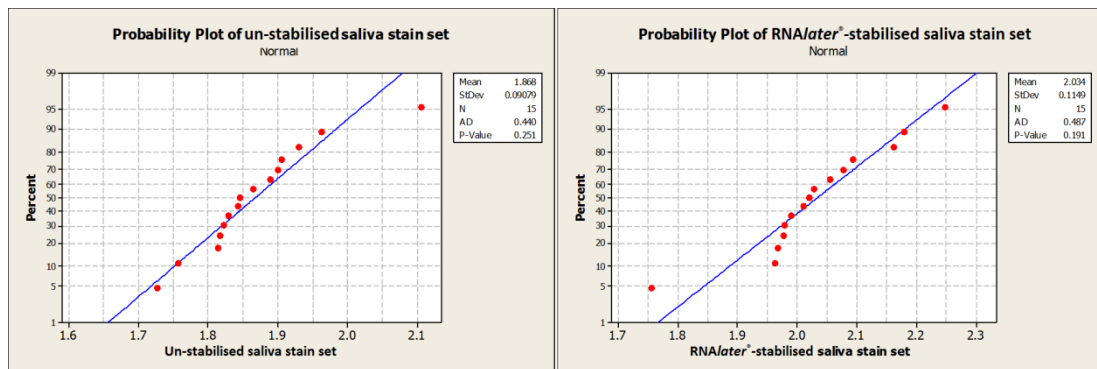 Probability Plot of un-stabilised saliva stain set
Normal
99
95
90
80
70
60
50
40
30
20
10
5
1
Percent
1.6 1.7 1.8 1.9 2.0 2.1
Un-stabilised saliva stain set
Mean 1.868
StDev 0.09079
N 15
AD 0.440
P-Value 0.251
Probability Plot of RNAlater®-stabilised saliva stain set
Normal
99
95
90
80
70
60
50
40
30
20
10
5
1
Percent
1.7 1.8 1.9 2.0 2.1 2.2 2.3
RNAlater®-stabilised saliva stain set
Mean 2.034
StDev 0.1149
N 15
AD 0.487
P-Value 0.191